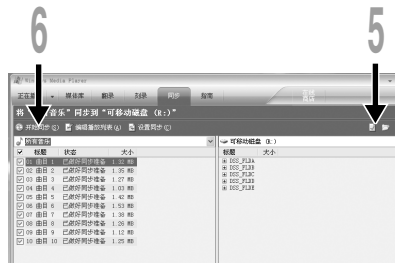 6
5
Windows Media Player
媒体库 翻录 刻录 同步 指南
音乐”同步到“可移动磁盘 (R:)”
开始同步(S) 编辑播放列表(A) 设置同步(C)
所有音乐
可移动磁盘 (R:)
标题 状态 大小
标题 大小
01 曲目 1 已做好同步准备 1.32 MB
02 曲目 2 已做好同步准备 1.35 MB
03 曲目 3 已做好同步准备 1.27 MB
04 曲目 4 已做好同步准备 1.03 MB
05 曲目 5 已做好同步准备 1.42 MB
06 曲目 6 已做好同步准备 1.53 MB
07 曲目 7 已做好同步准备 1.38 MB
08 曲目 8 已做好同步准备 1.26 MB
09 曲目 9 已做好同步准备 1.12 MB
10 曲目 10 已做好同步准备 1.25 MB
DSS_FLDA
DSS_FLDB
DSS_FLDC
DSS_FLDD
DSS_FLDE